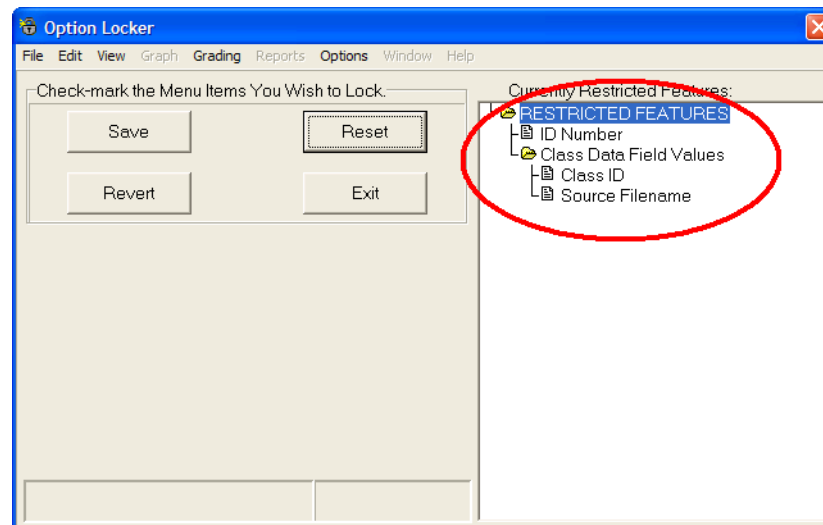 Option Locker
File Edit View Graph Grading Reports Options Window Help
Check-mark the Menu Items You Wish to Lock.
Save Reset
Revert Exit
Currently Restricted Features:
RESTRICTED FEATURES
ID Number
Class Data Field Values
Class ID
Source Filename